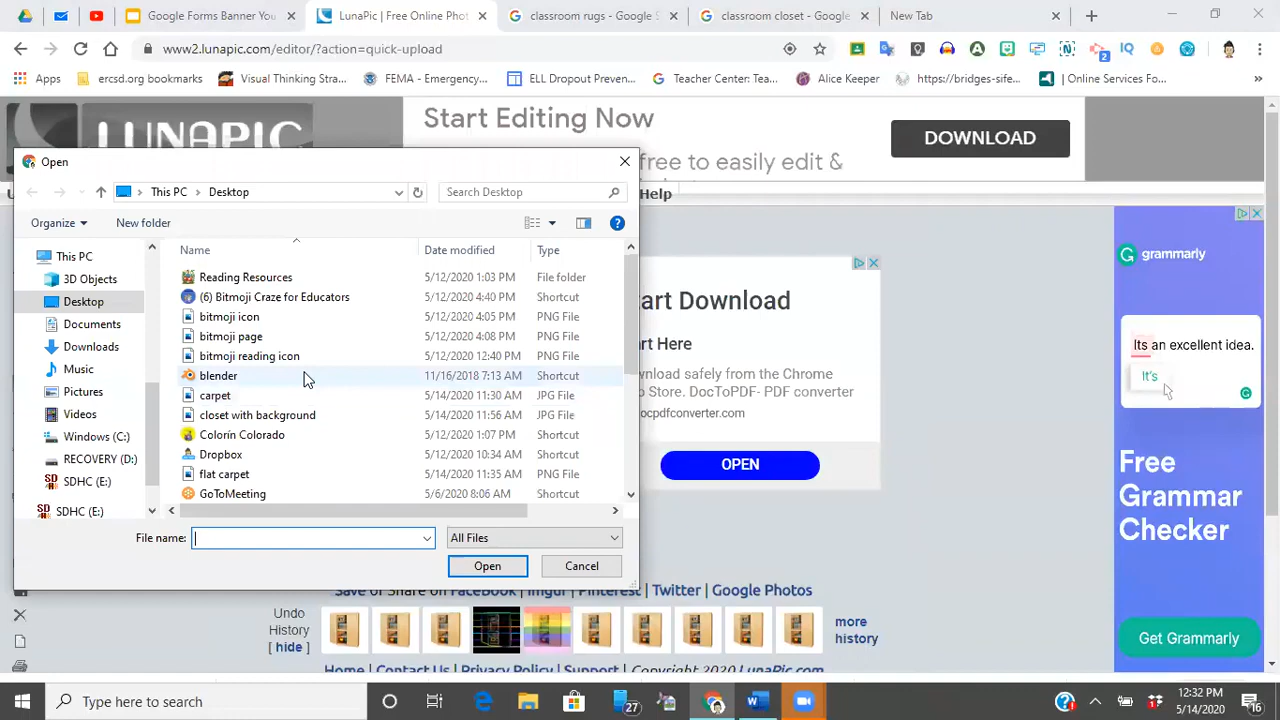 Google Forms Banner You
LunaPic | Free Online Phot
classroom rugs - Google S
classroom closet - Google
New Tab
www2.lunapic.com/editor/?action=quick-upload
Apps
ercsd.org bookmarks
Visual Thinking Stra...
FEMA - Emergency...
ELL Dropout Preven...
Teacher Center: Tea...
Alice Keeper
https://bridges-sife...
| Online Services Fo...
»
LUNAPIC
Start Editing Now
free to easily edit &
DOWNLOAD
Help
Open
This PC
Desktop
Search Desktop
Organize
New folder
Name
Date modified
Type
This PC
3D Objects
Desktop
Documents
Downloads
Music
Pictures
Videos
Windows (C:)
RECOVERY (D:)
SDHC (E:)
SDHC (E:)
Reading Resources 5/12/2020 1:03 PM File folder
(6) Bitmoji Craze for Educators 5/12/2020 4:40 PM Shortcut
bitmoji icon 5/12/2020 4:05 PM PNG File
bitmoji page 5/12/2020 4:08 PM PNG File
bitmoji reading icon 5/12/2020 12:40 PM PNG File
blender 11/16/2018 7:13 AM Shortcut
carpet 5/14/2020 11:30 AM JPG File
closet with background 5/14/2020 11:56 AM JPG File
Colorín Colorado 5/12/2020 1:07 PM Shortcut
Dropbox 5/12/2020 10:34 AM Shortcut
flat carpet 5/14/2020 11:35 AM PNG File
GoToMeeting 5/6/2020 8:06 AM Shortcut
File name:
All Files
Open
Cancel
art Download
art Here
wnload safely from the Chrome
o Store. DocToPDF- PDF converter
ocpdfconverter.com
OPEN
grammarly
Its an excellent idea.
It's
Free
Grammar
Checker
Get Grammarly
Save or Share on FaceBook | Imgur | Pinterest | Twitter | Google Photos
Undo
History
[ hide ]
more
history
Home - Contact Us - Privacy Policy - Support - Copyright 2020 LunaPic.com
Type here to search
27
12:32 PM
5/14/2020
16